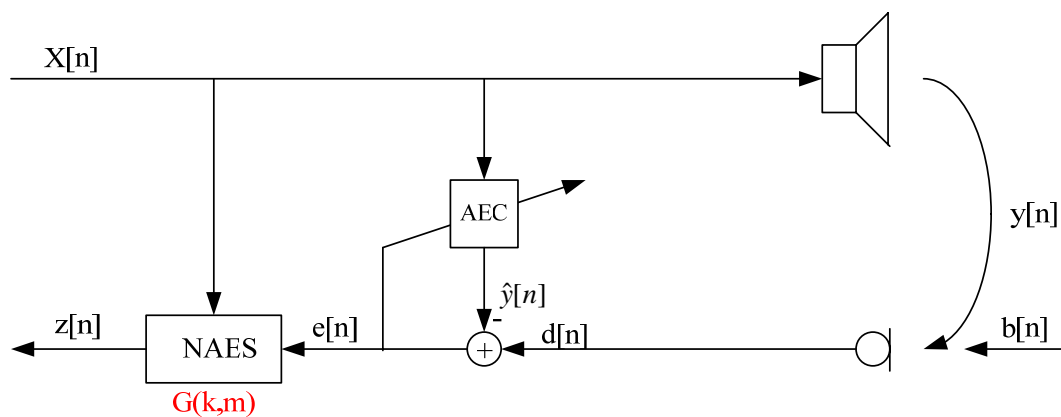 X[n]
AEC
y[n]
ŷ[n]
-
z[n]
NAES
e[n]
+
d[n]
b[n]
G(k,m)